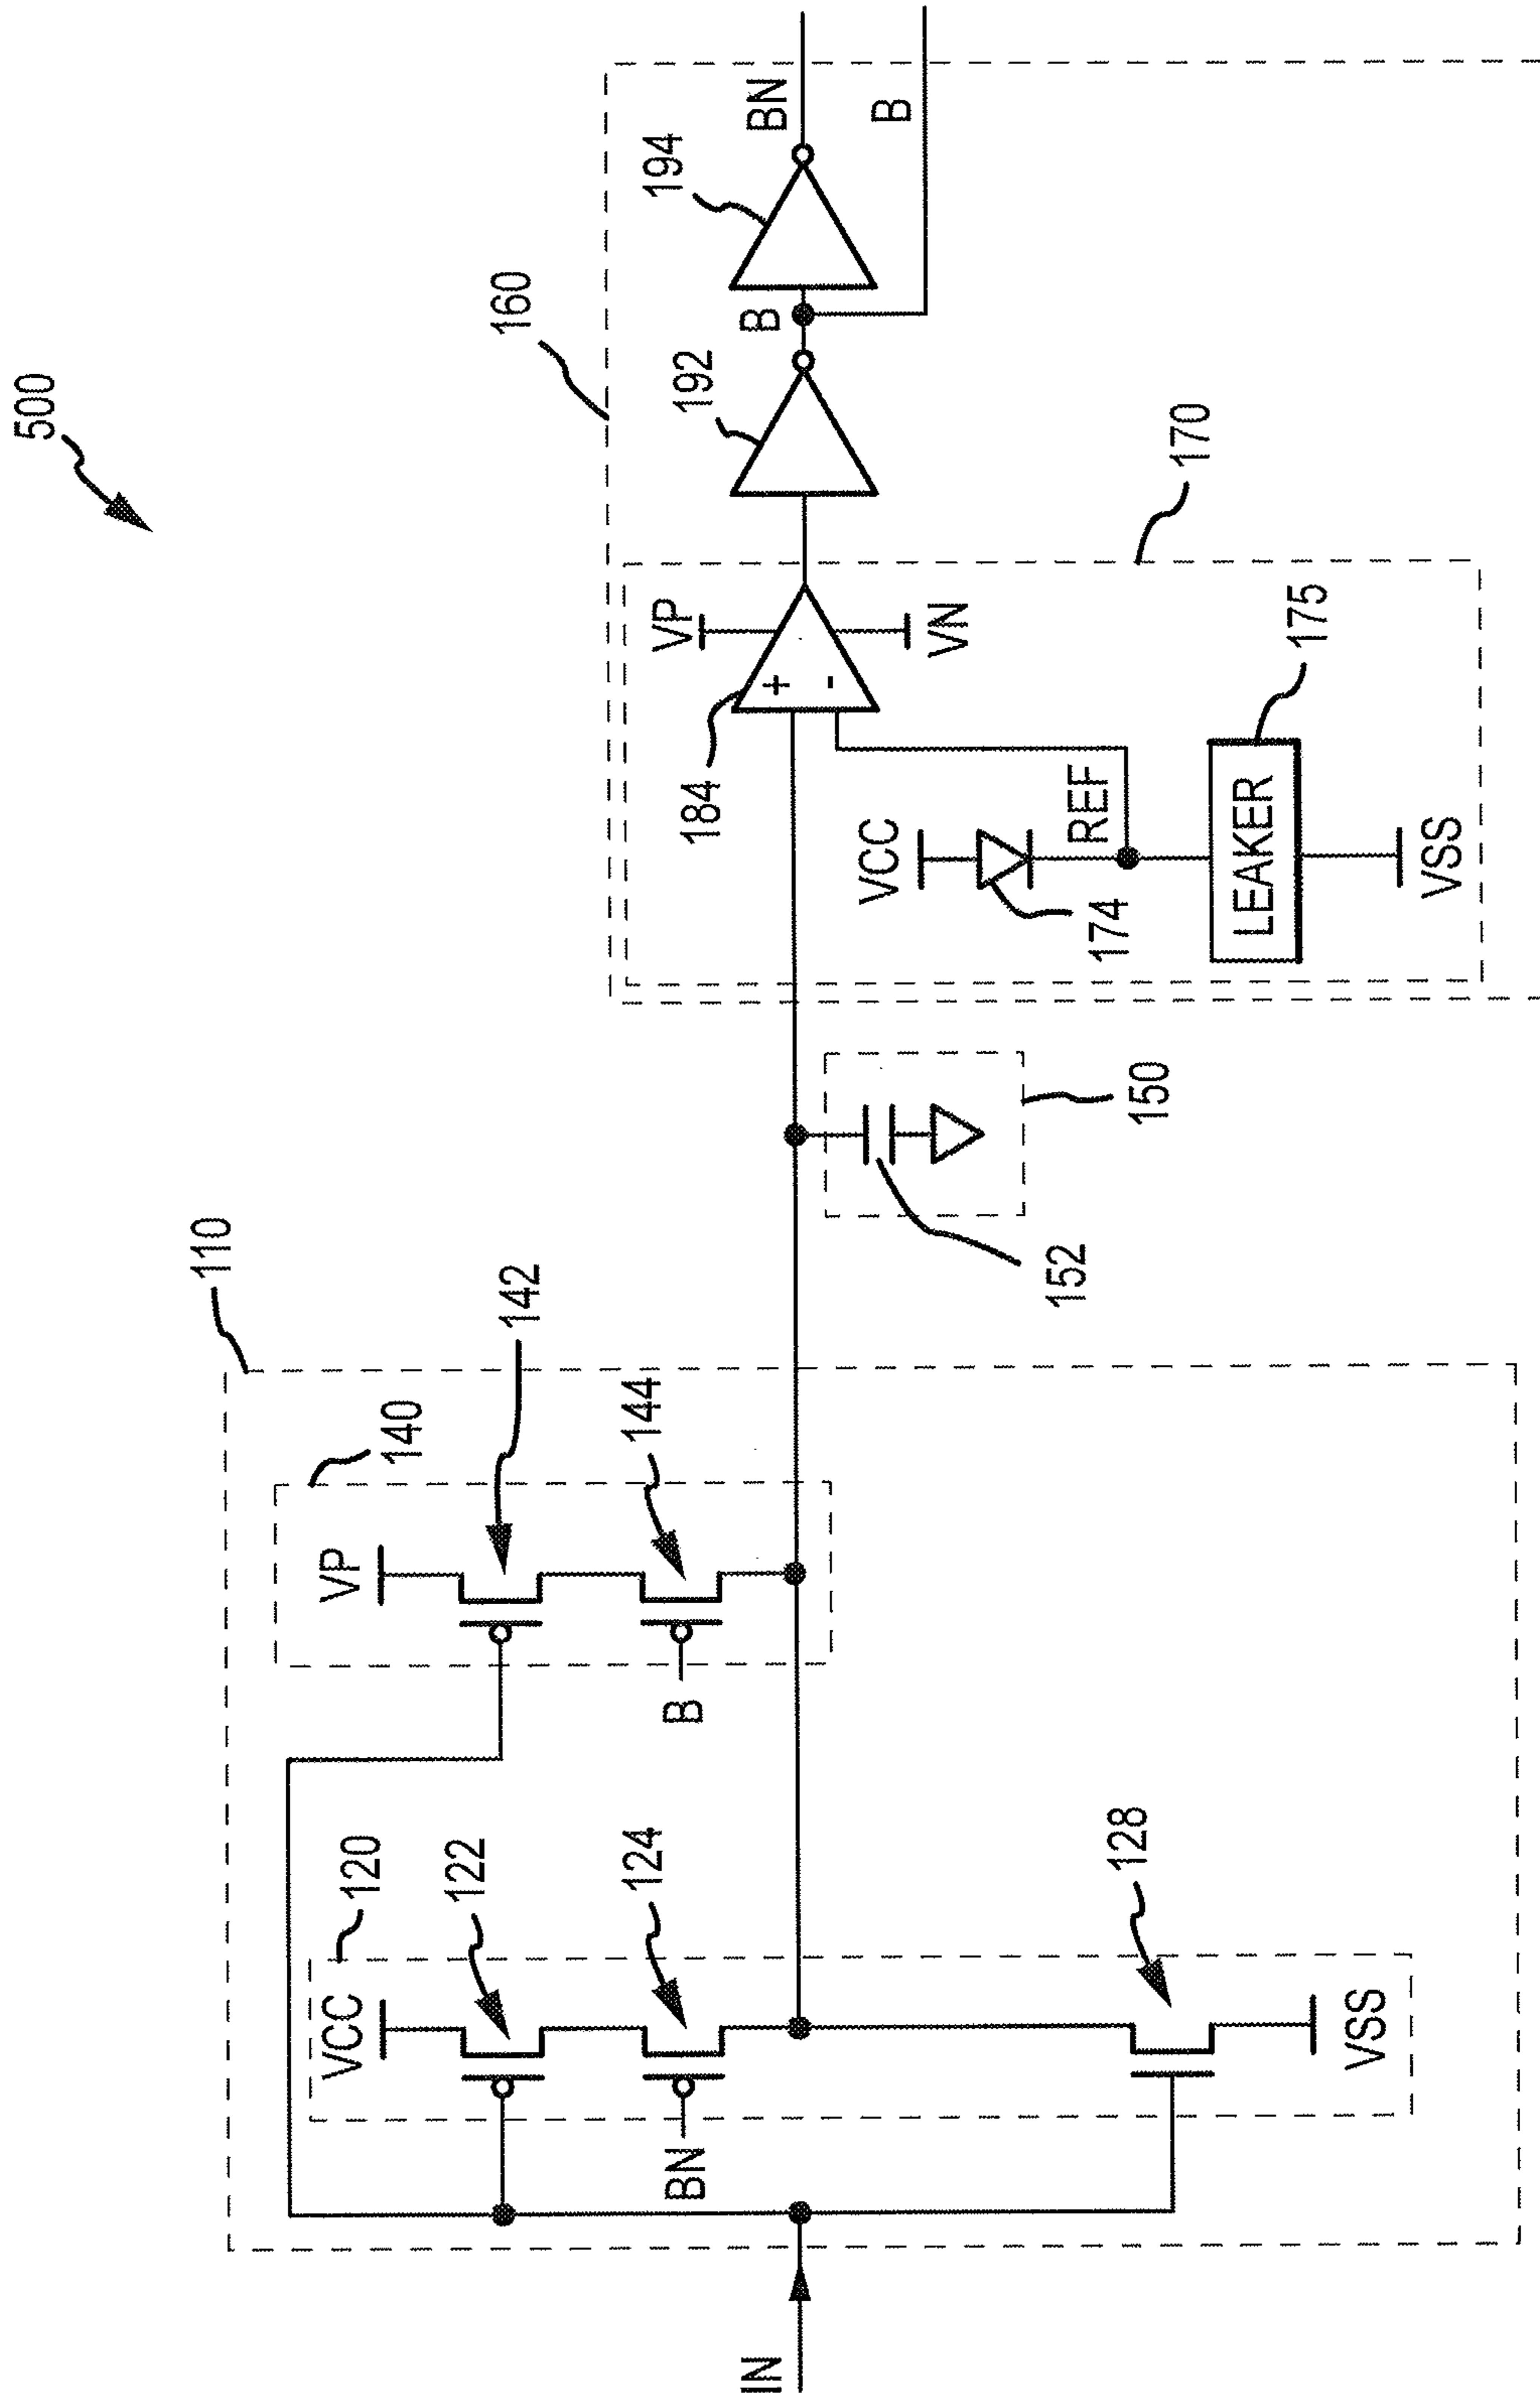 500
110
140
142
VP
144
B
120
122
VCC
124
BN
128
VSS
IN
160
194
BN
B
192
B
170
VP
184
+
-
VN
VCC
174
REF
175
LEAKER
VSS
150
152